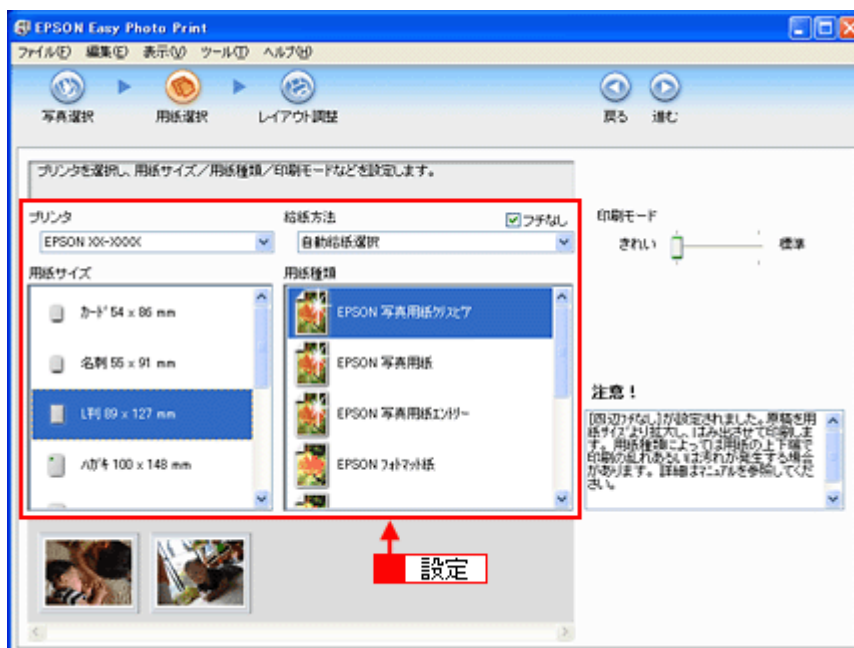 EPSON Easy Photo Print
ファイル(F) 編集(E) 表示(V) ツール(T) ヘルプ(H)
写真選択 用紙選択 レイアウト調整 戻る 進む
プリンタを選択し、用紙サイズ／用紙種類／印刷モードなどを設定します。
プリンタ
EPSON XX-XXXX
給紙方法
フチなし
自動給紙選択
用紙サイズ
カード 54 x 86 mm
名刺 55 x 91 mm
L判 89 x 127 mm
ハガキ 100 x 148 mm
用紙種類
EPSON 写真用紙クリスピア
EPSON 写真用紙
EPSON 写真用紙エントリー
EPSON フォトマット紙
印刷モード
きれい 標準
注意！
[四辺フチなし]が設定されました。原稿を用
紙サイズより拡大し、はみ出させて印刷しま
す。用紙種類によっては用紙の上下端で
印刷の乱れあるいは汚れが発生する場合
があります。詳細はマニュアルを参照してくだ
さい。
設定